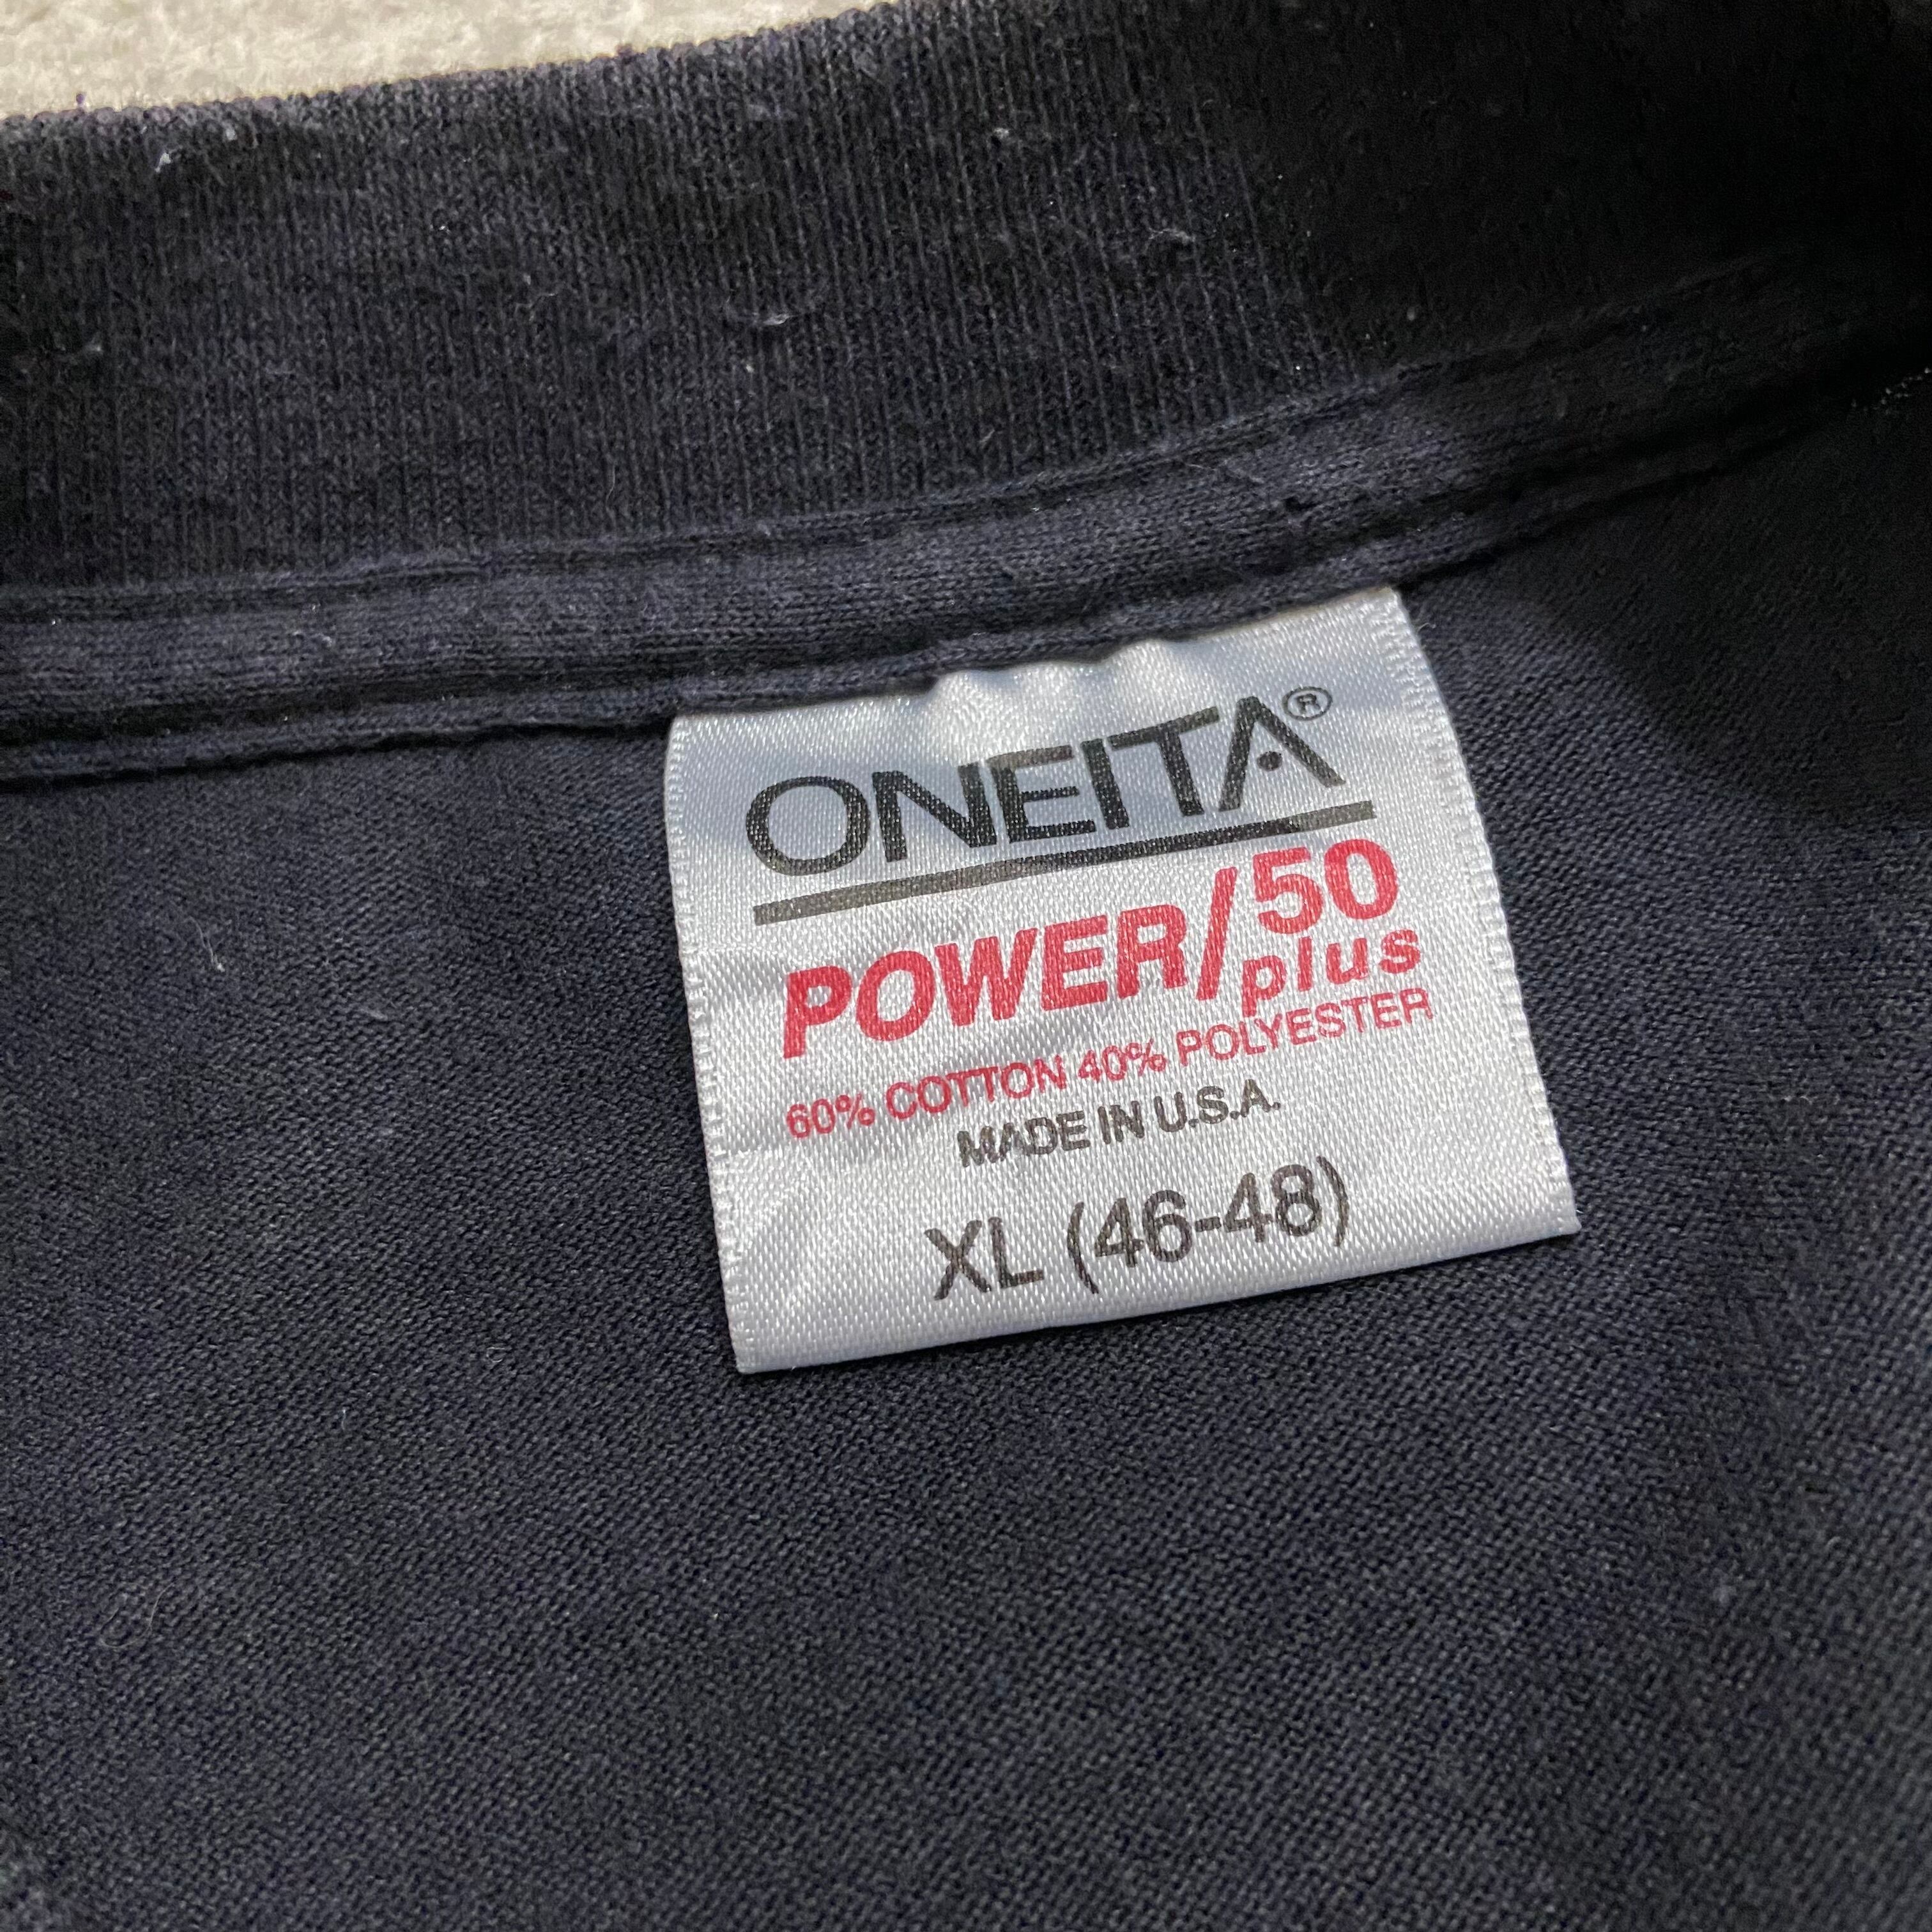 ONEITA®
POWER/50
plus
60% COTTON 40% POLYESTER
MADE IN U.S.A.
XL (46-48)